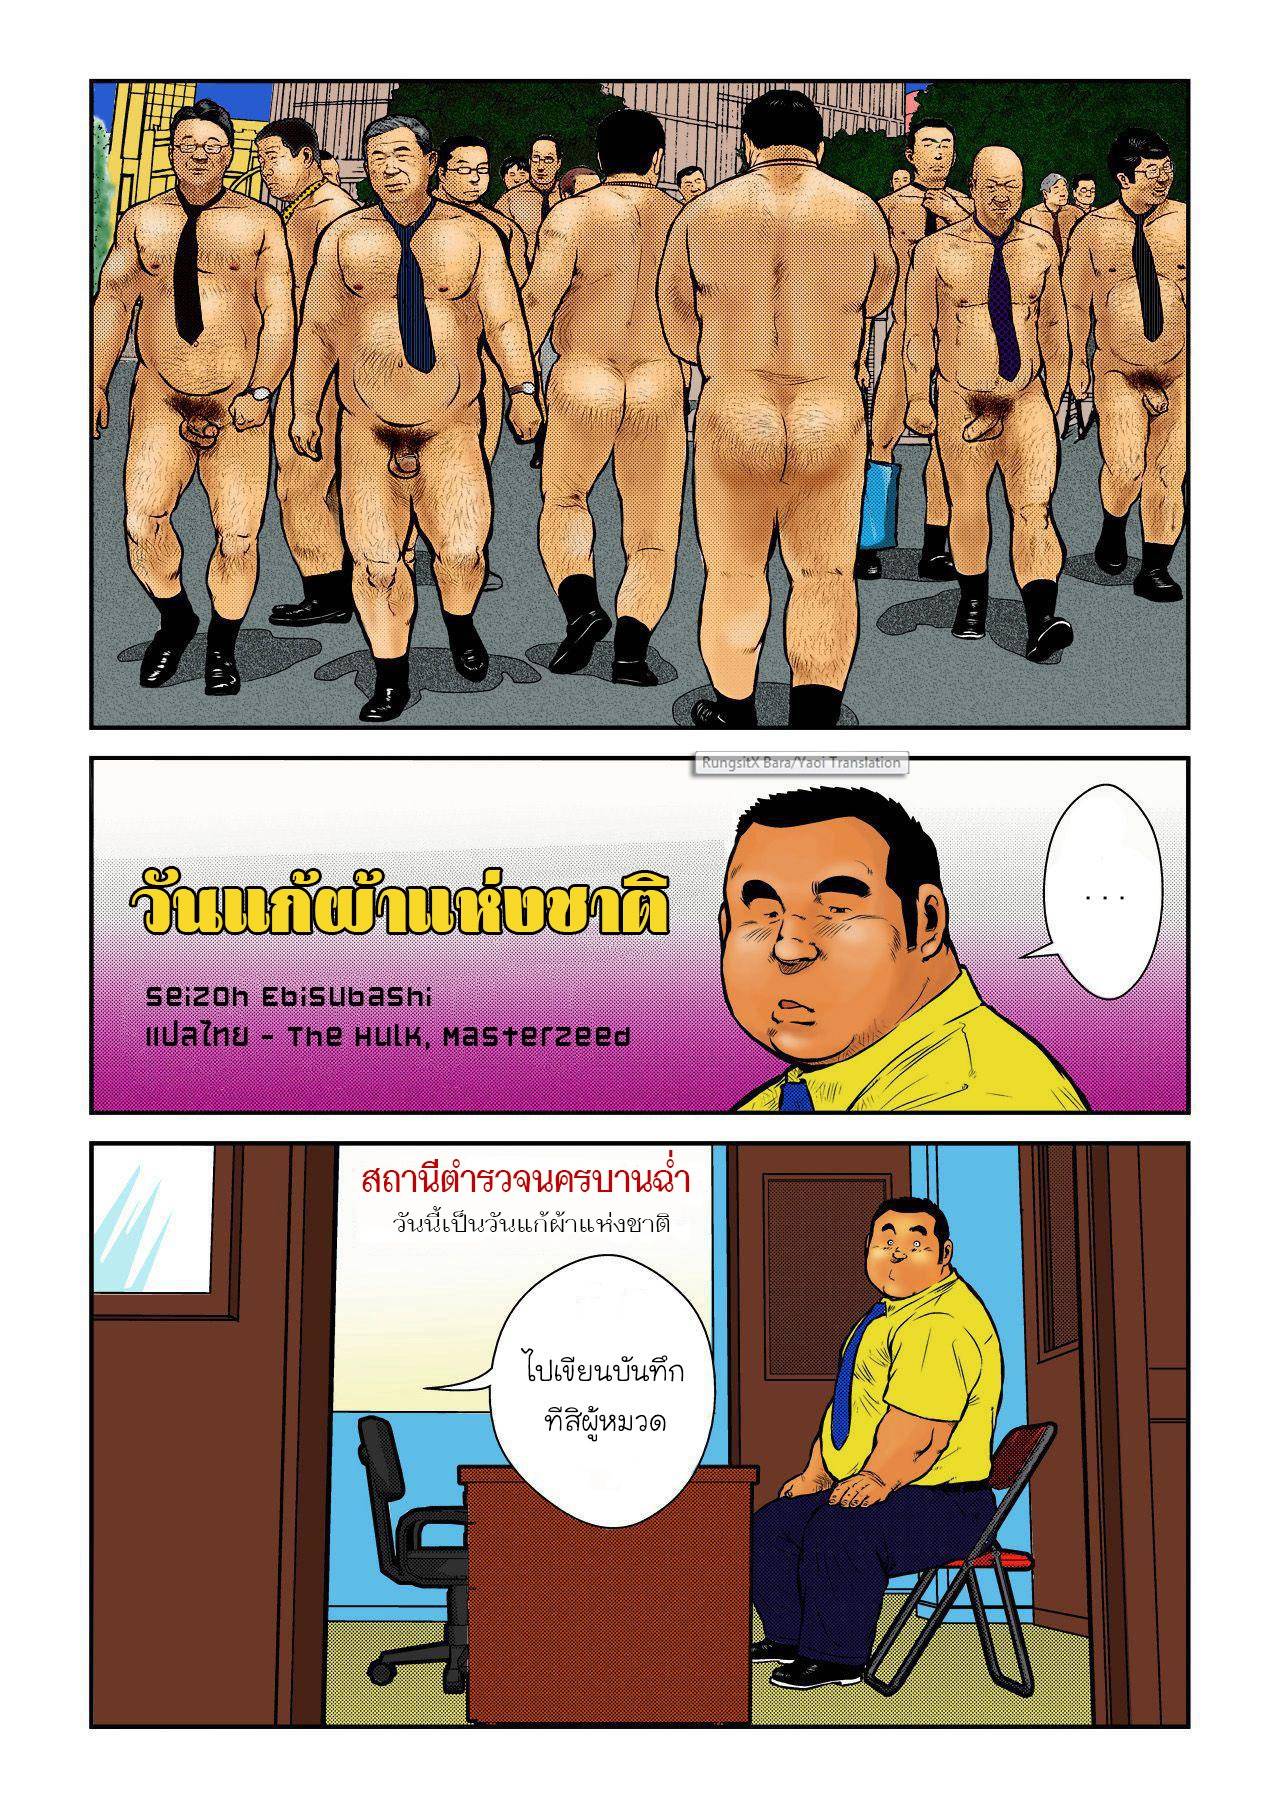 RungsitX Bara/Yaoi Translation
...
วันแก้ผ้าแห่งชาติ
Seizoh Ebisubashi
แปลไทย - The Hulk, Masterzeed
สถานีตำรวจนครบานฉ่ำ
วันนี้เป็นวันแก้ผ้าแห่งชาติ
ไปเขียนบันทึก
ทีสิผู้หมวด